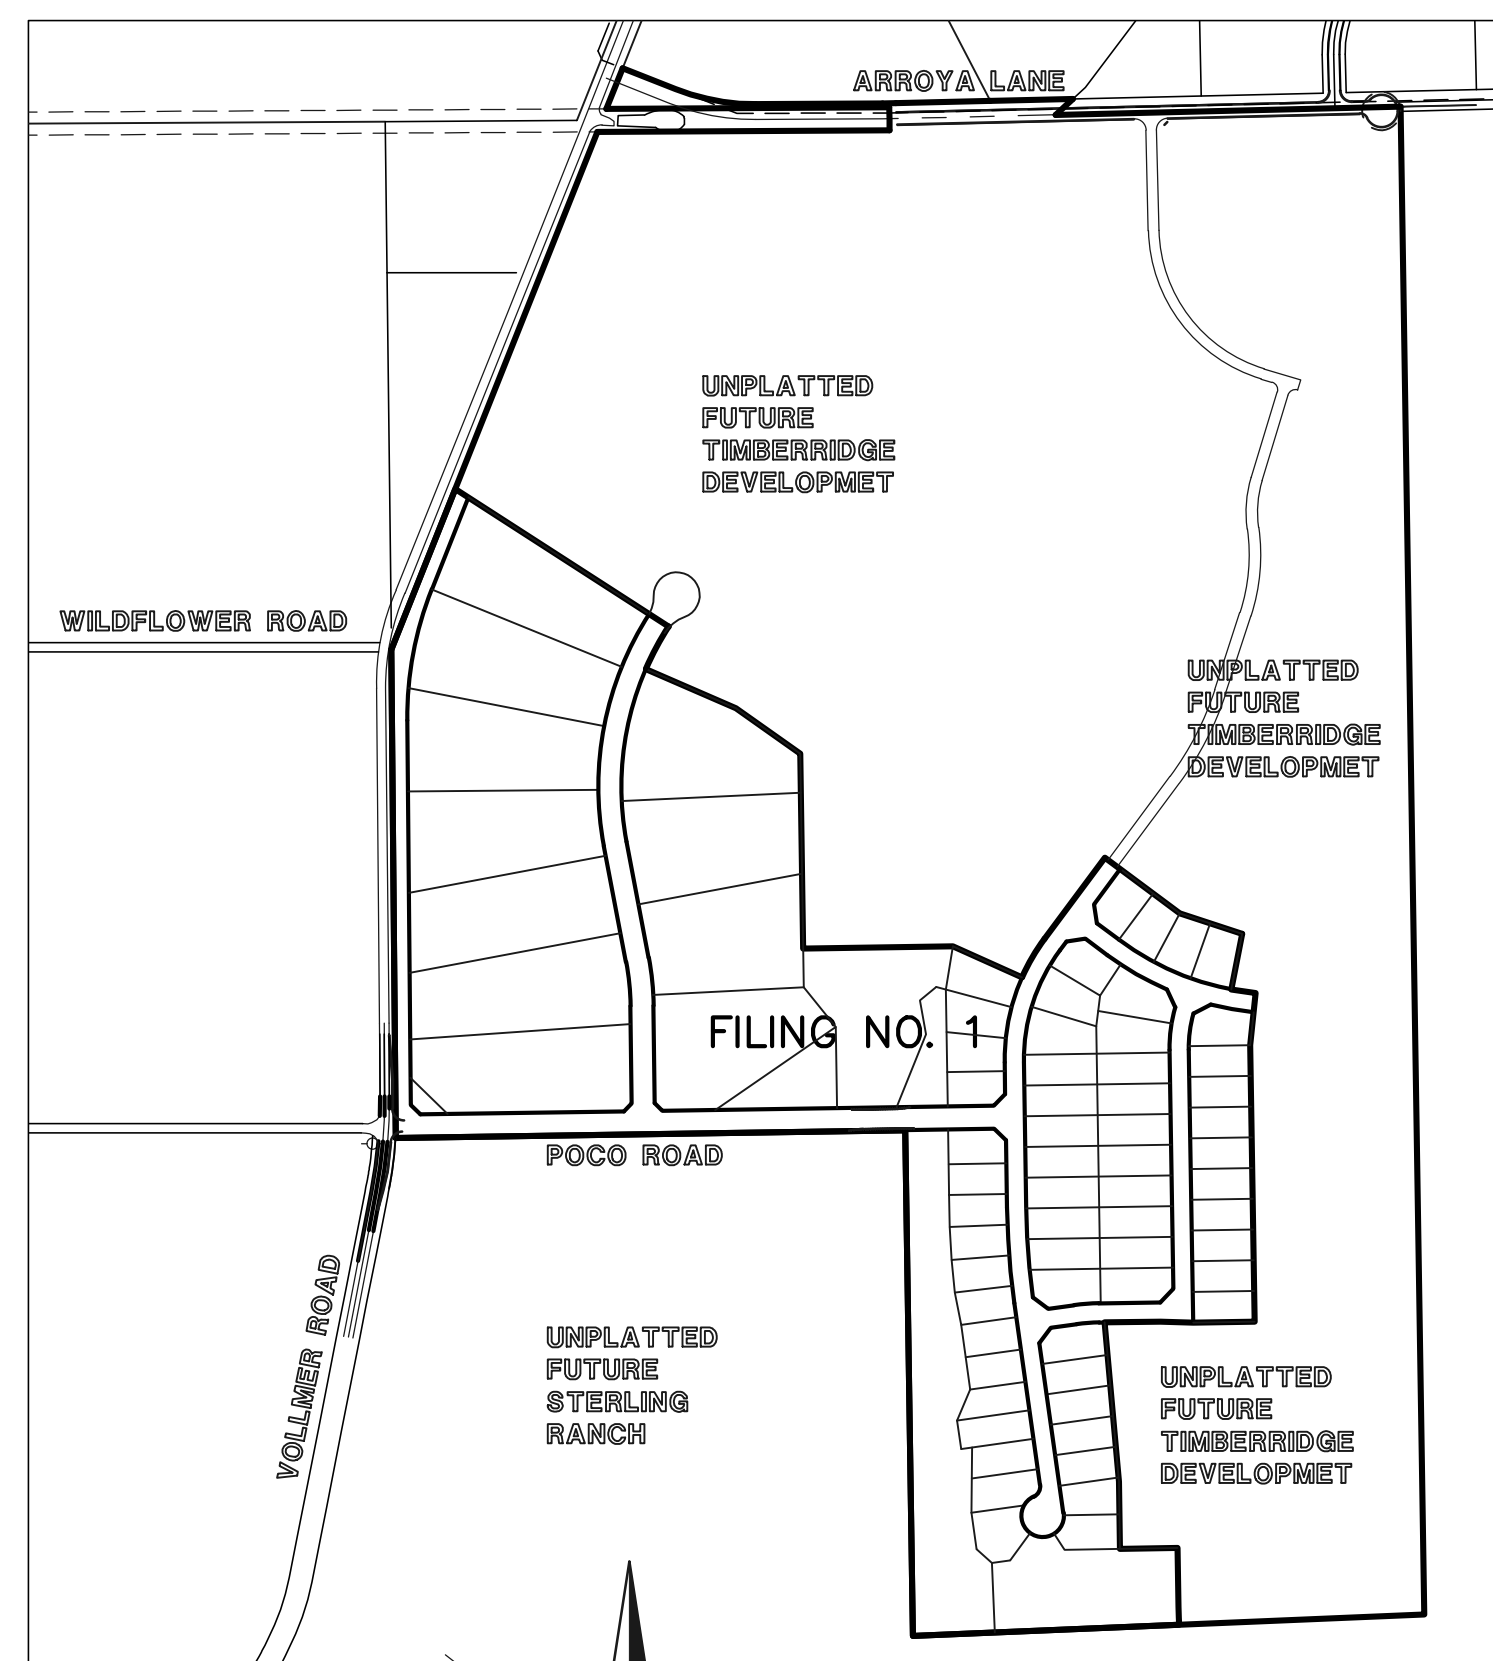 ARROYA LANE
UNPLATTED
FUTURE
TIMBERRIDGE
DEVELOPMET
WILDFLOWER ROAD
UNPLATTED
FUTURE
TIMBERRIDGE
DEVELOPMET
FILING NO. 1
POCO ROAD
VOLLMER ROAD
UNPLATTED
FUTURE
STERLING
RANCH
UNPLATTED
FUTURE
TIMBERRIDGE
DEVELOPMET